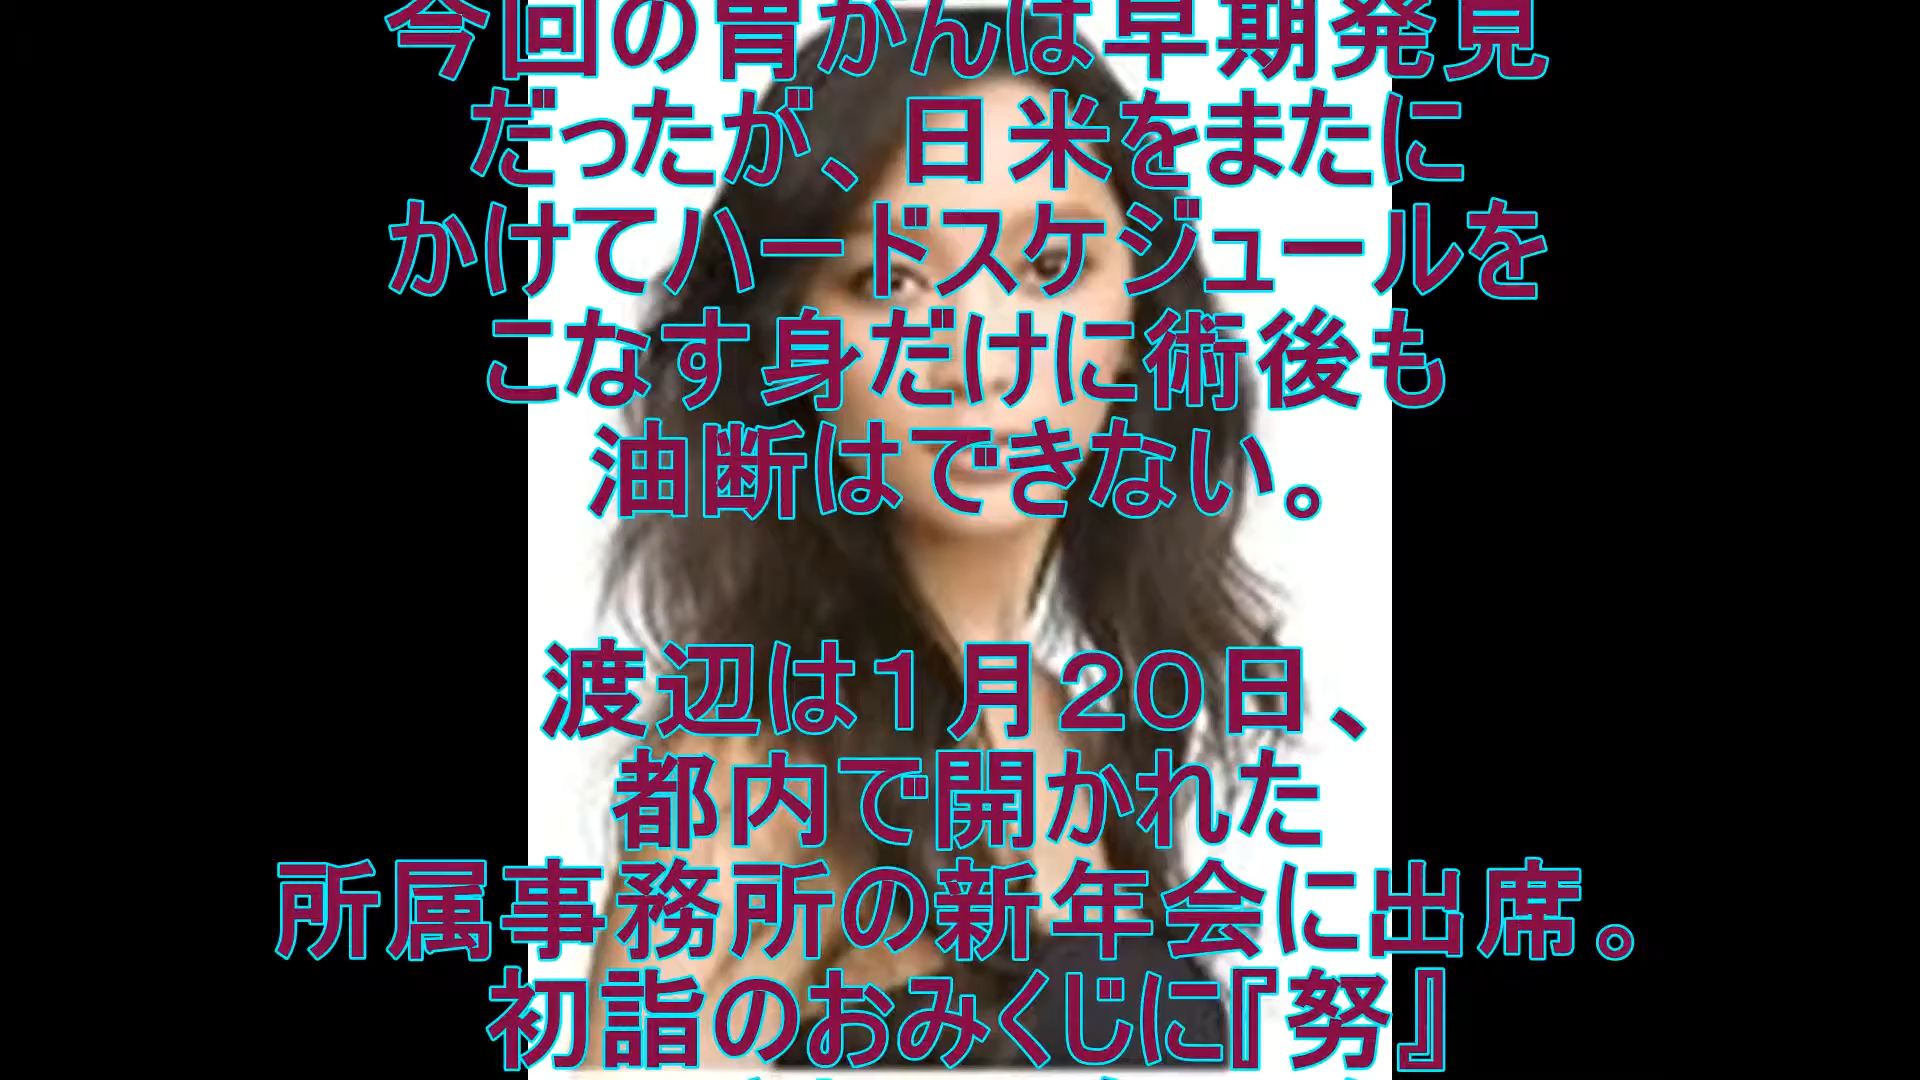 今回の胃がんは早期発見
だったが、日米をまたに
かけてハードスケジュールを
こなす身だけに術後も
油断はできない。
渡辺は１月２０日、
都内で開かれた
所属事務所の新年会に出席。
初詣のおみくじに『努』